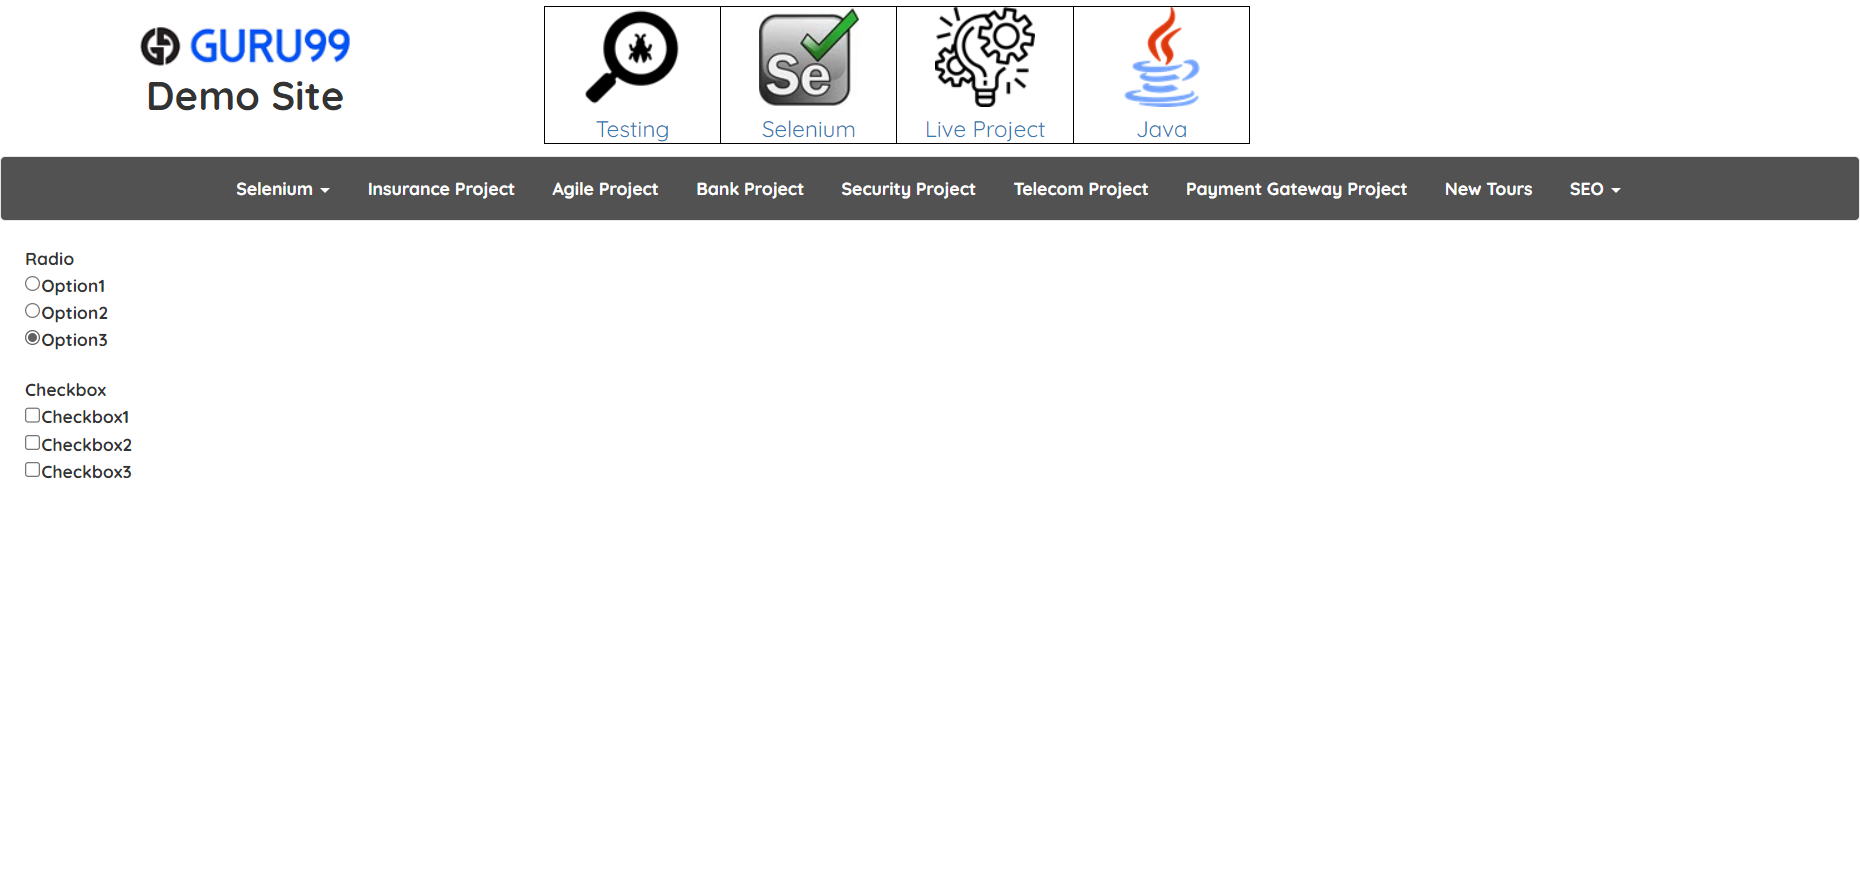 GURU99
Demo Site
Se
Testing
Selenium
Live Project
Java
Selenium
Insurance Project
Agile Project
Bank Project
Security Project
Telecom Project
Payment Gateway Project
New Tours
SEO
Radio
Option1
Option2
Option3
Checkbox
Checkbox1
Checkbox2
Checkbox3